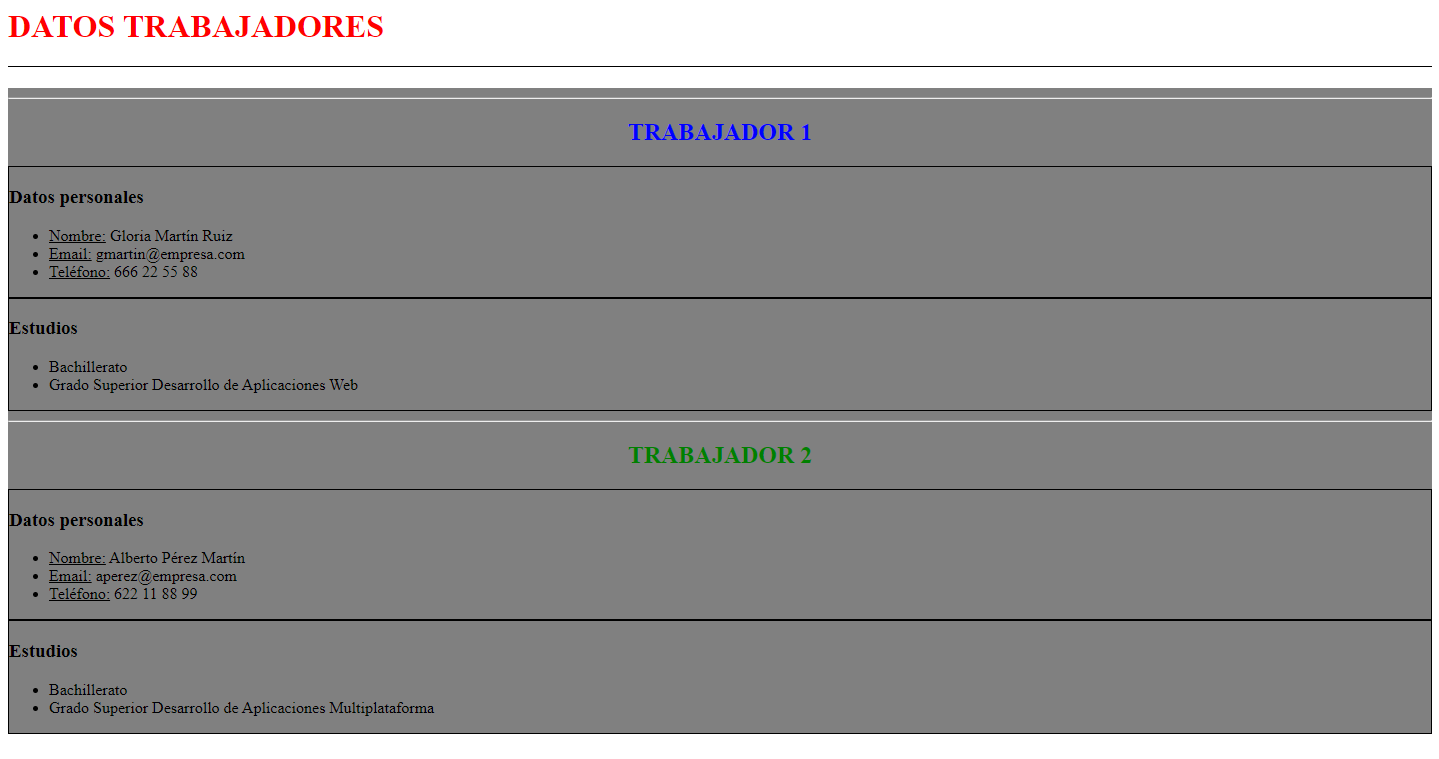 DATOS TRABAJADORES
TRABAJADOR 1
Datos personales
Nombre: Gloria Martín Ruiz
Email: gmartin@empresa.com
Teléfono: 666 22 55 88
Estudios
Bachillerato
Grado Superior Desarrollo de Aplicaciones Web
TRABAJADOR 2
Datos personales
Nombre: Alberto Pérez Martín
Email: aperez@empresa.com
Teléfono: 622 11 88 99
Estudios
Bachillerato
Grado Superior Desarrollo de Aplicaciones Multiplataforma